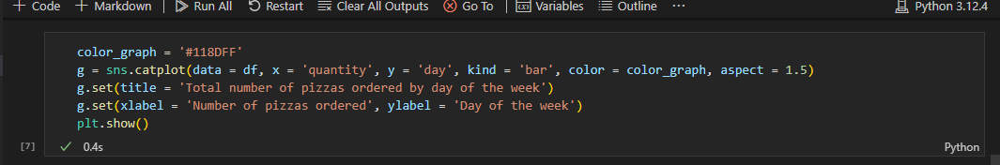 + Code + Markdown Run All Restart Clear All Outputs Go To Variables Outline ... Python 3.12.4
color_graph = '#118DFF'
g = sns.catplot(data = df, x = 'quantity', y = 'day', kind = 'bar', color = color_graph, aspect = 1.5)
g.set(title = 'Total number of pizzas ordered by day of the week')
g.set(xlabel = 'Number of pizzas ordered', ylabel = 'Day of the week')
plt.show()
[7] ✓ 0.4s Python